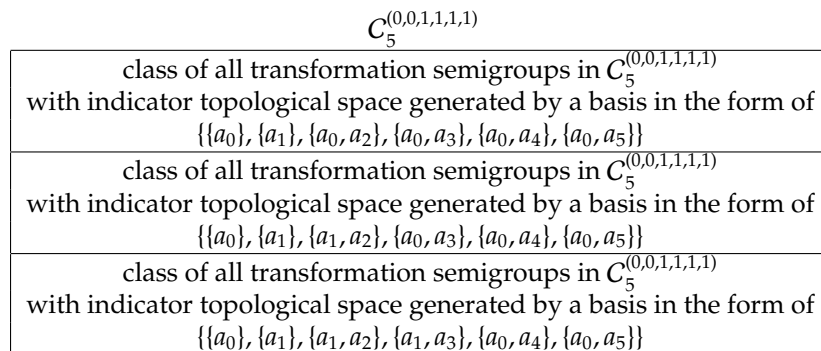 C_5^{(0,0,1,1,1,1)}
class of all transformation semigroups in C_5^{(0,0,1,1,1,1)}
with indicator topological space generated by a basis in the form of
{{a_0}, {a_1}, {a_0, a_2}, {a_0, a_3}, {a_0, a_4}, {a_0, a_5}}
class of all transformation semigroups in C_5^{(0,0,1,1,1,1)}
with indicator topological space generated by a basis in the form of
{{a_0}, {a_1}, {a_1, a_2}, {a_0, a_3}, {a_0, a_4}, {a_0, a_5}}
class of all transformation semigroups in C_5^{(0,0,1,1,1,1)}
with indicator topological space generated by a basis in the form of
{{a_0}, {a_1}, {a_1, a_2}, {a_1, a_3}, {a_0, a_4}, {a_0, a_5}}